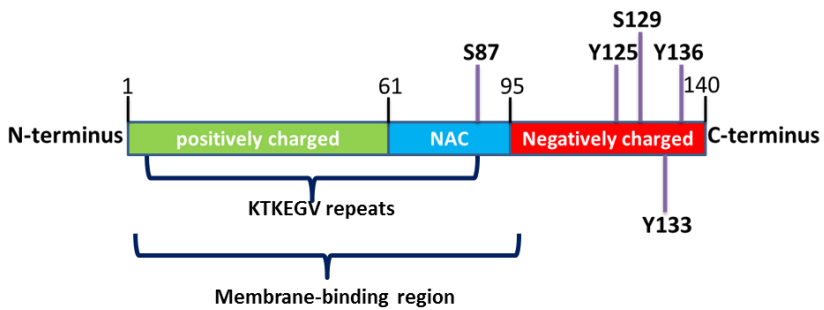 S129
S87 Y125 Y136
1 61 95 140
N-terminus positively charged NAC Negatively charged C-terminus
KTKEGV repeats
Y133
Membrane-binding region